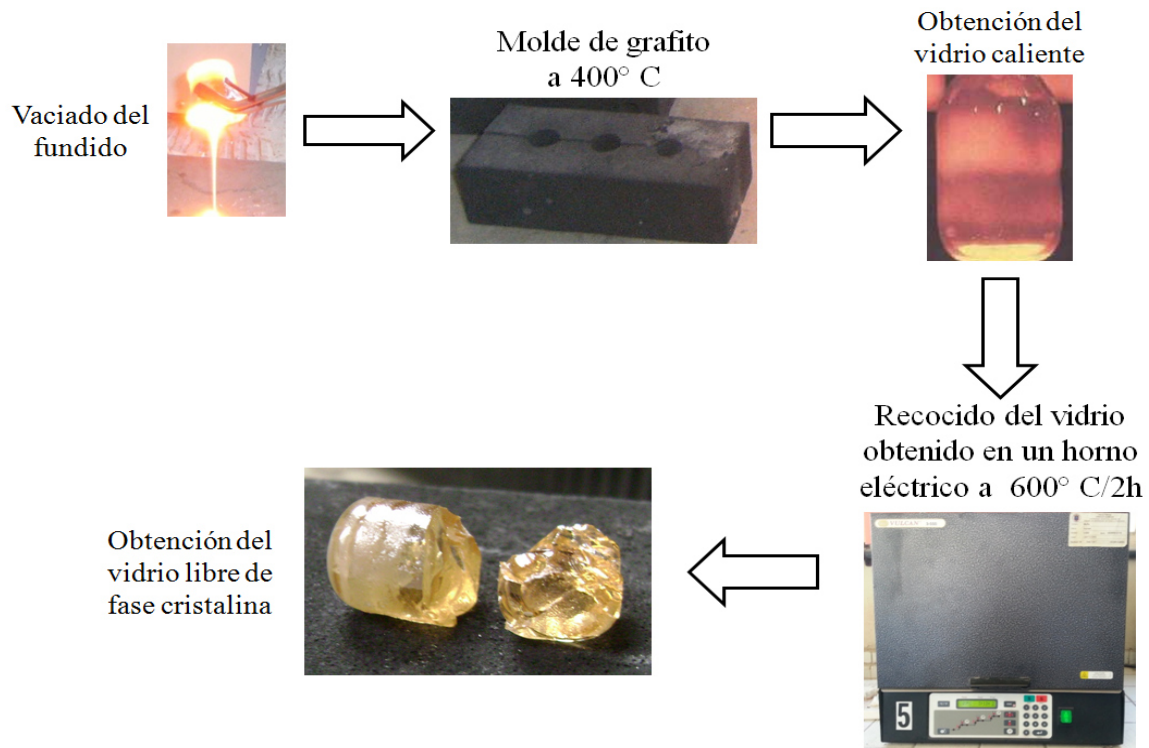 Vaciado del
fundido
Molde de grafito
a 400° C
Obtención del
vidrio caliente
Recocido del vidrio
obtenido en un horno
eléctrico a 600° C/2h
5
Obtención del
vidrio libre de
fase cristalina